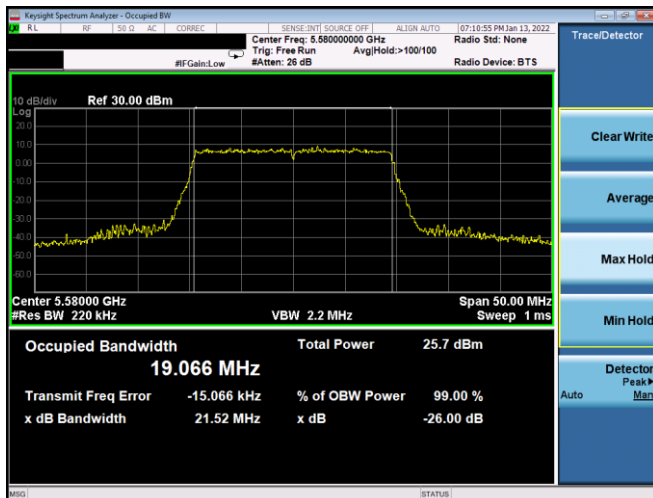 Keysight Spectrum Analyzer - Occupied BW
RL RF 50 Ω AC CORREC SENSE:INT SOURCE OFF ALIGN AUTO 07:10:55 PM Jan 13, 2022
Center Freq: 5.580000000 GHz Radio Std: None
Trig: Free Run Avg|Hold:>100/100
#IFGain:Low #Atten: 26 dB Radio Device: BTS
10 dB/div Ref 30.00 dBm
Log
20.0
10.0
0.00
-10.0
-20.0
-30.0
-40.0
-50.0
-60.0
Center 5.58000 GHz Span 50.00 MHz
#Res BW 220 kHz VBW 2.2 MHz Sweep 1 ms
Occupied Bandwidth Total Power 25.7 dBm
19.066 MHz
Transmit Freq Error -15.066 kHz % of OBW Power 99.00 %
x dB Bandwidth 21.52 MHz x dB -26.00 dB
MSG STATUS
Trace/Detector
Clear Write
Average
Max Hold
Min Hold
Detector
Peak▶
Auto Man